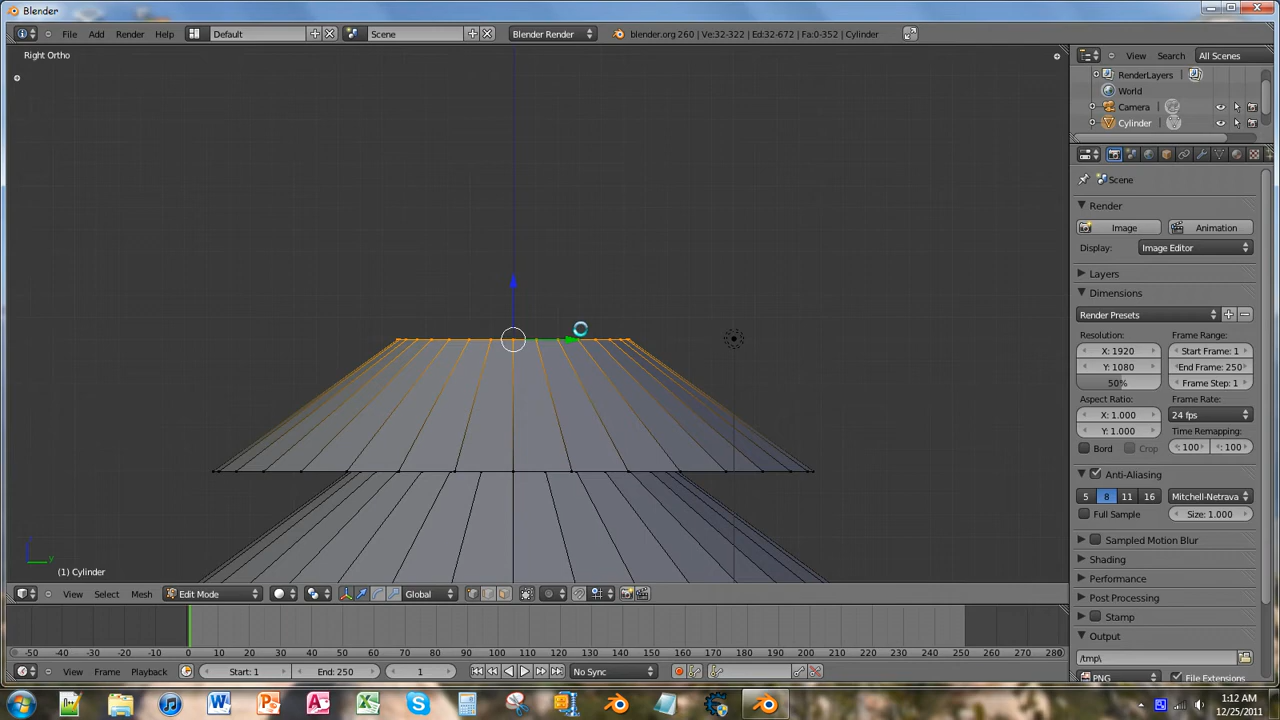 Blender
File Add Render Help Default Scene Blender Render blender.org 260 | Ve:32-322 | Ed:32-672 | Fa:0-352 | Cylinder
Right Ortho
View Search All Scenes
RenderLayers
World
Camera
Cylinder
Scene
Render
Image Animation
Display: Image Editor
Layers
Dimensions
Render Presets
Resolution: Frame Range:
X: 1920 Start Frame: 1
Y: 1080 End Frame: 250
50% Frame Step: 1
Aspect Ratio: Frame Rate:
X: 1.000 24 fps
Y: 1.000 Time Remapping:
Bord Crop 100 100
Anti-Aliasing
5 8 11 16 Mitchell-Netrava
Full Sample Size: 1.000
Sampled Motion Blur
Shading
Performance
Post Processing
Stamp
Output
/tmp\
PNG File Extensions
z
y
(1) Cylinder
View Select Mesh Edit Mode Global
-50 -40 -30 -20 -10 0 10 20 30 40 50 60 70 80 90 100 110 120 130 140 150 160 170 180 190 200 210 220 230 240 250 260 270 280
View Frame Playback Start: 1 End: 250 1 No Sync
1:12 AM
12/25/2011